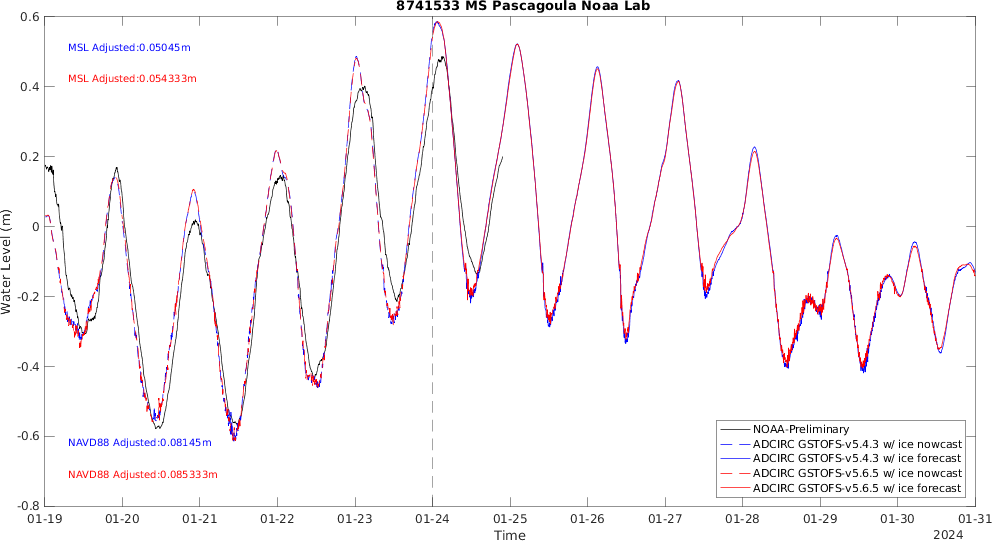 8741533 MS Pascagoula Noaa Lab
0.6
MSL Adjusted:0.05045m
MSL Adjusted:0.054333m
0.4
0.2
0
-0.2
-0.4
-0.6
-0.8
Water Level (m)
NAVD88 Adjusted:0.08145m
NAVD88 Adjusted:0.085333m
NOAA-Preliminary
ADCIRC GSTOFS-v5.4.3 w/ ice nowcast
ADCIRC GSTOFS-v5.4.3 w/ ice forecast
ADCIRC GSTOFS-v5.6.5 w/ ice nowcast
ADCIRC GSTOFS-v5.6.5 w/ ice forecast
01-19 01-20 01-21 01-22 01-23 01-24 01-25 01-26 01-27 01-28 01-29 01-30 01-31
Time
2024